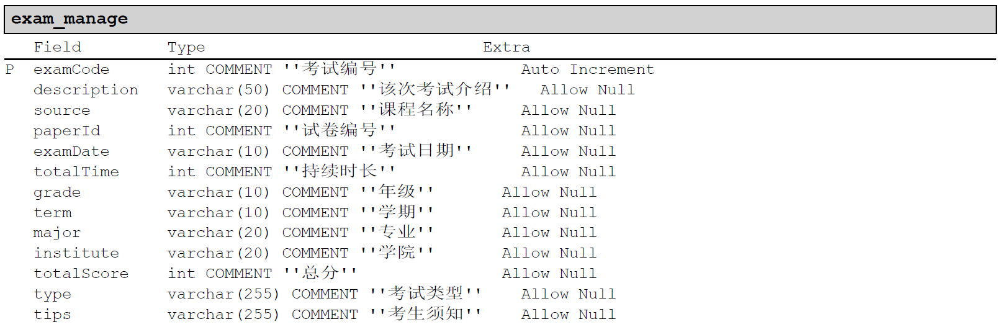 exam_manage
Field Type Extra
P examCode int COMMENT ''考试编号'' Auto Increment
description varchar(50) COMMENT ''该次考试介绍'' Allow Null
source varchar(20) COMMENT ''课程名称'' Allow Null
paperId int COMMENT ''试卷编号'' Allow Null
examDate varchar(10) COMMENT ''考试日期'' Allow Null
totalTime int COMMENT ''持续时长'' Allow Null
grade varchar(10) COMMENT ''年级'' Allow Null
term varchar(10) COMMENT ''学期'' Allow Null
major varchar(20) COMMENT ''专业'' Allow Null
institute varchar(20) COMMENT ''学院'' Allow Null
totalScore int COMMENT ''总分'' Allow Null
type varchar(255) COMMENT ''考试类型'' Allow Null
tips varchar(255) COMMENT ''考生须知'' Allow Null